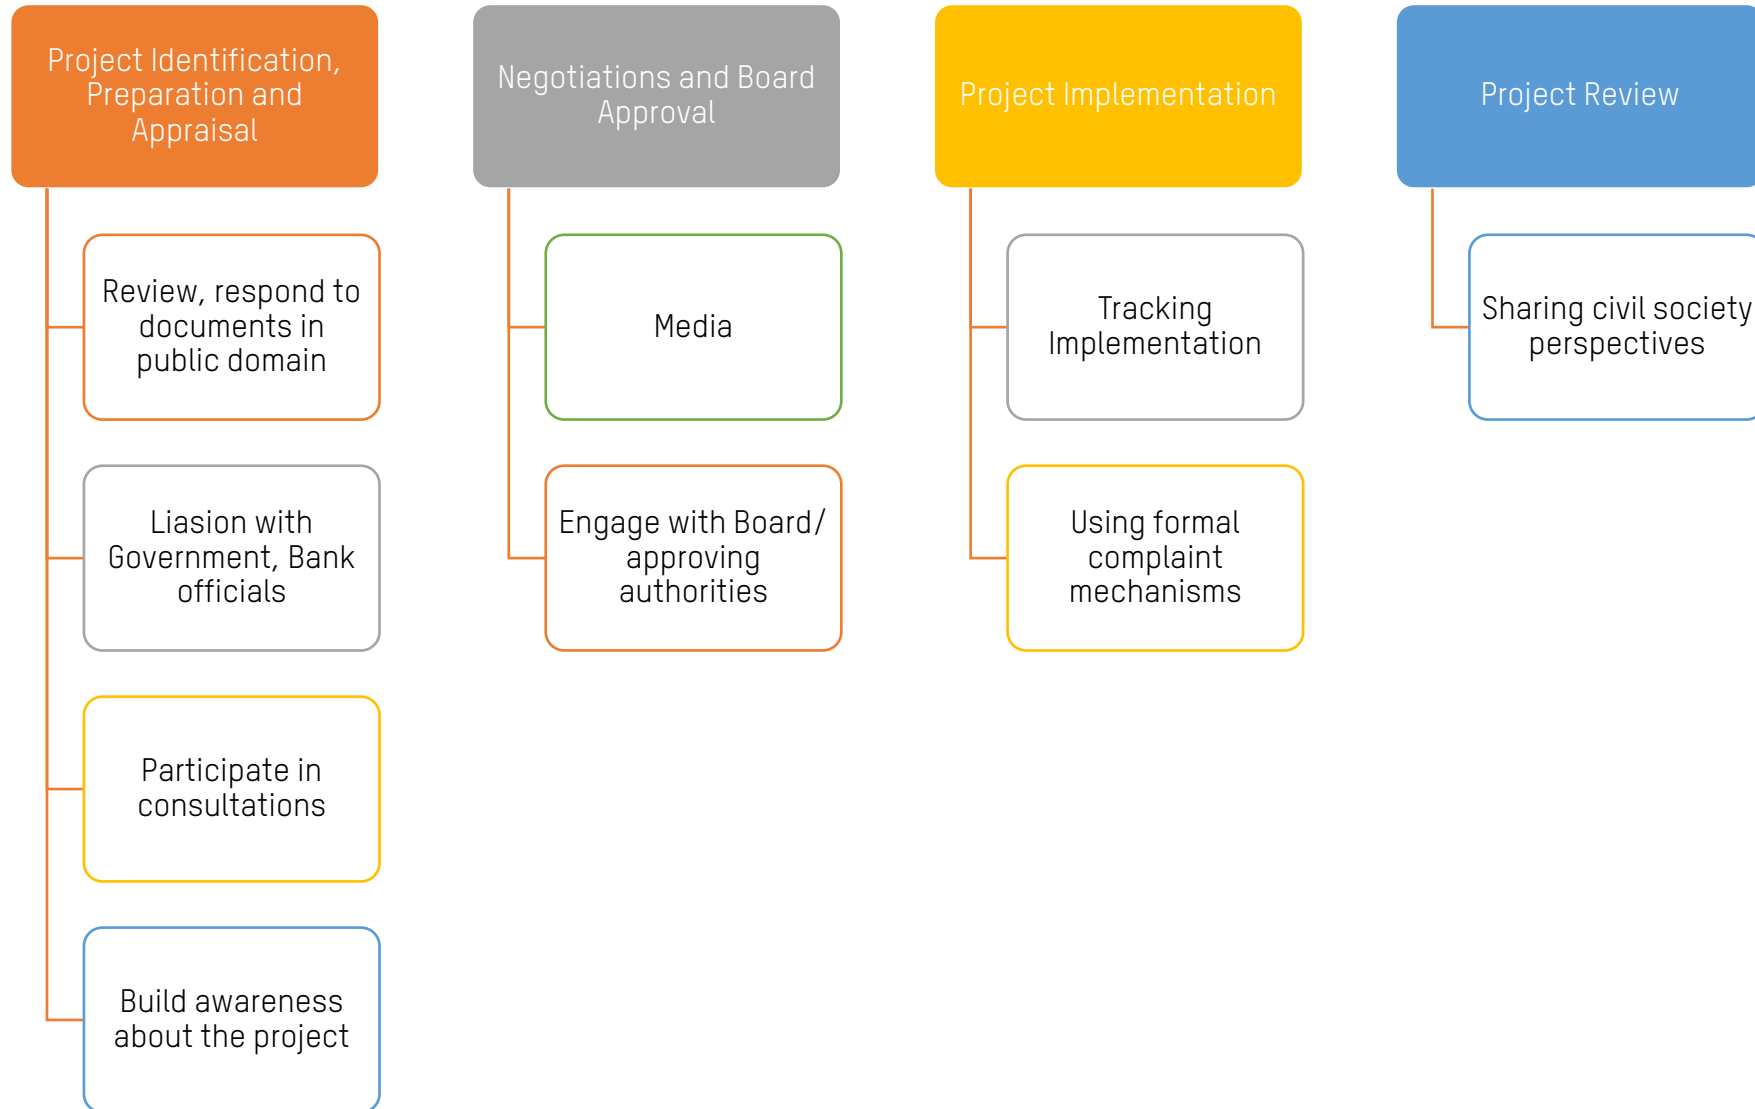 Project Identification,
Preparation and
Appraisal
Review, respond to
documents in
public domain
Liasion with
Government, Bank
officials
Participate in
consultations
Build awareness
about the project
Negotiations and Board
Approval
Media
Engage with Board/
approving
authorities
Project Implementation
Tracking
Implementation
Using formal
complaint
mechanisms
Project Review
Sharing civil society
perspectives